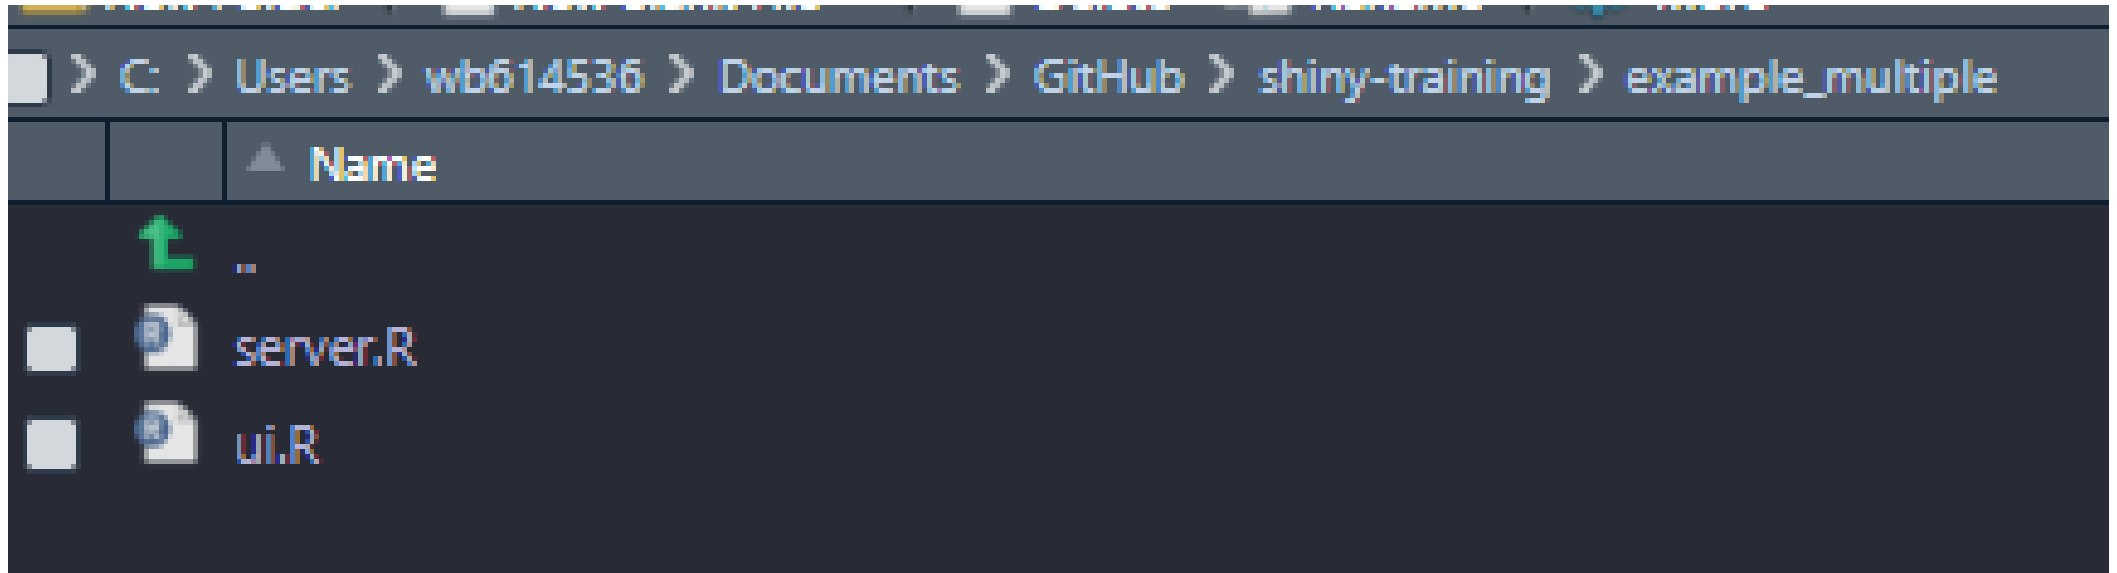 C: Users wb614536 Documents GitHub shiny-training example_multiple
Name
..
server.R
ui.R